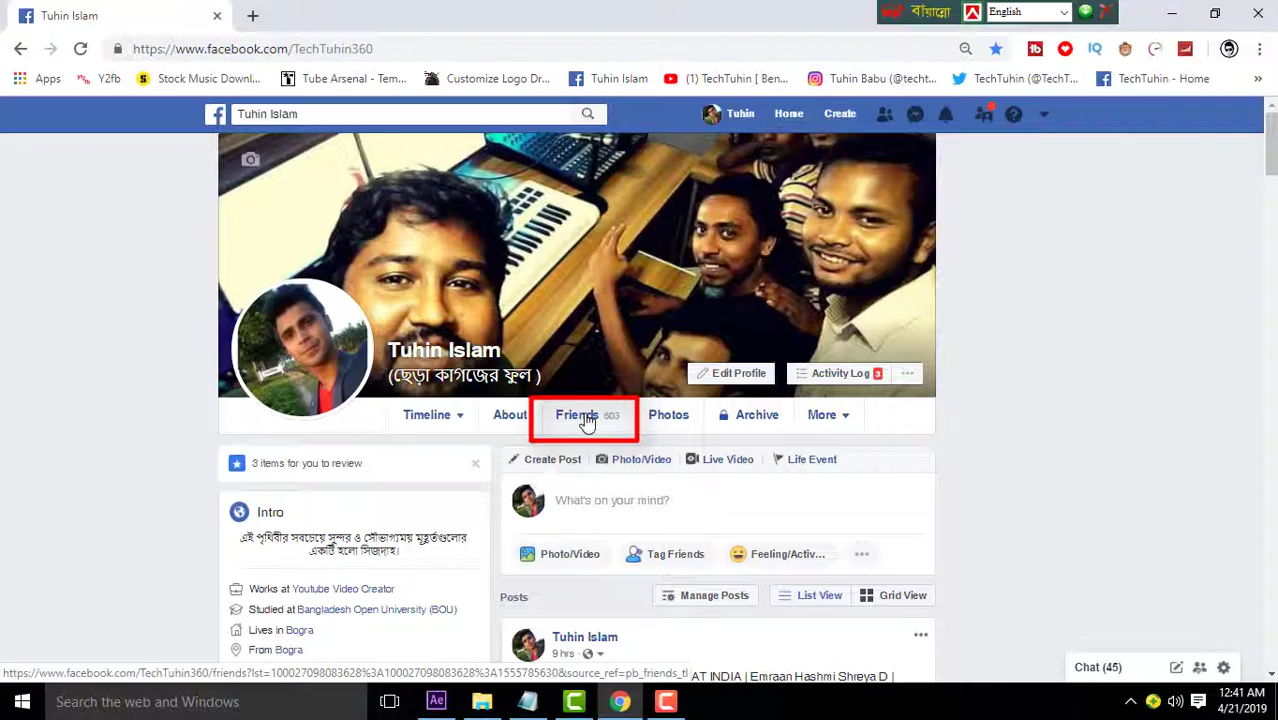 Tuhin Islam
বায়ান্নো
English
https://www.facebook.com/TechTuhin360
Apps
Y2fb
Stock Music Downl...
Tube Arsenal - Tem...
Customize Logo Dr...
Tuhin Islam
(1) TechTuhin [ Ben...
Tuhin Babu (@techt...
TechTuhin (@TechT...
TechTuhin - Home
»
Tuhin Islam
Tuhin
Home
Create
Tuhin Islam
(ছেড়া কাগজের ফুল )
Edit Profile
Activity Log 3
...
Timeline
About
Friends 603
Photos
Archive
More
3 items for you to review
Create Post
Photo/Video
Live Video
Life Event
Intro
What's on your mind?
এই পৃথিবীর সবচেয়ে সুন্দর ও সৌভাগ্যময় মুহূর্তগুলোর
একটি হলো সিজদাহ।
Photo/Video
Tag Friends
Feeling/Activ...
Works at Youtube Video Creator
Posts
Manage Posts
List View
Grid View
Studied at Bangladesh Open University (BOU)
Lives in Bogra
Tuhin Islam
From Bogra
9 hrs
https://www.facebook.com/TechTuhin360/friends?lst=100027098083628%3A100027098083628%3A1555785630&source_ref=pb_friends_tl
AT INDIA | Emraan Hashmi Shreya D |
Chat (45)
Search the web and Windows
Ae
12:41 AM
4/21/2019